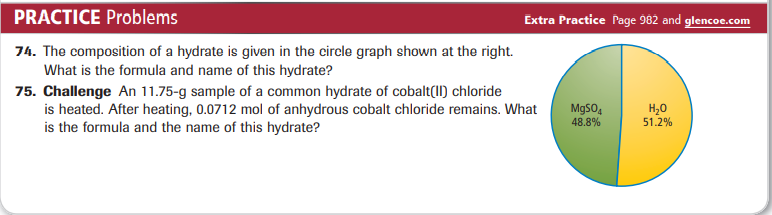 PRACTICE Problems
Extra Practice Page 982 and glencoe.com
74. The composition of a hydrate is given in the circle graph shown at the right.
What is the formula and name of this hydrate?
75. Challenge An 11.75-g sample of a common hydrate of cobalt(II) chloride
is heated. After heating, 0.0712 mol of anhydrous cobalt chloride remains. What
is the formula and the name of this hydrate?
MgSO₄
48.8%
H₂O
51.2%